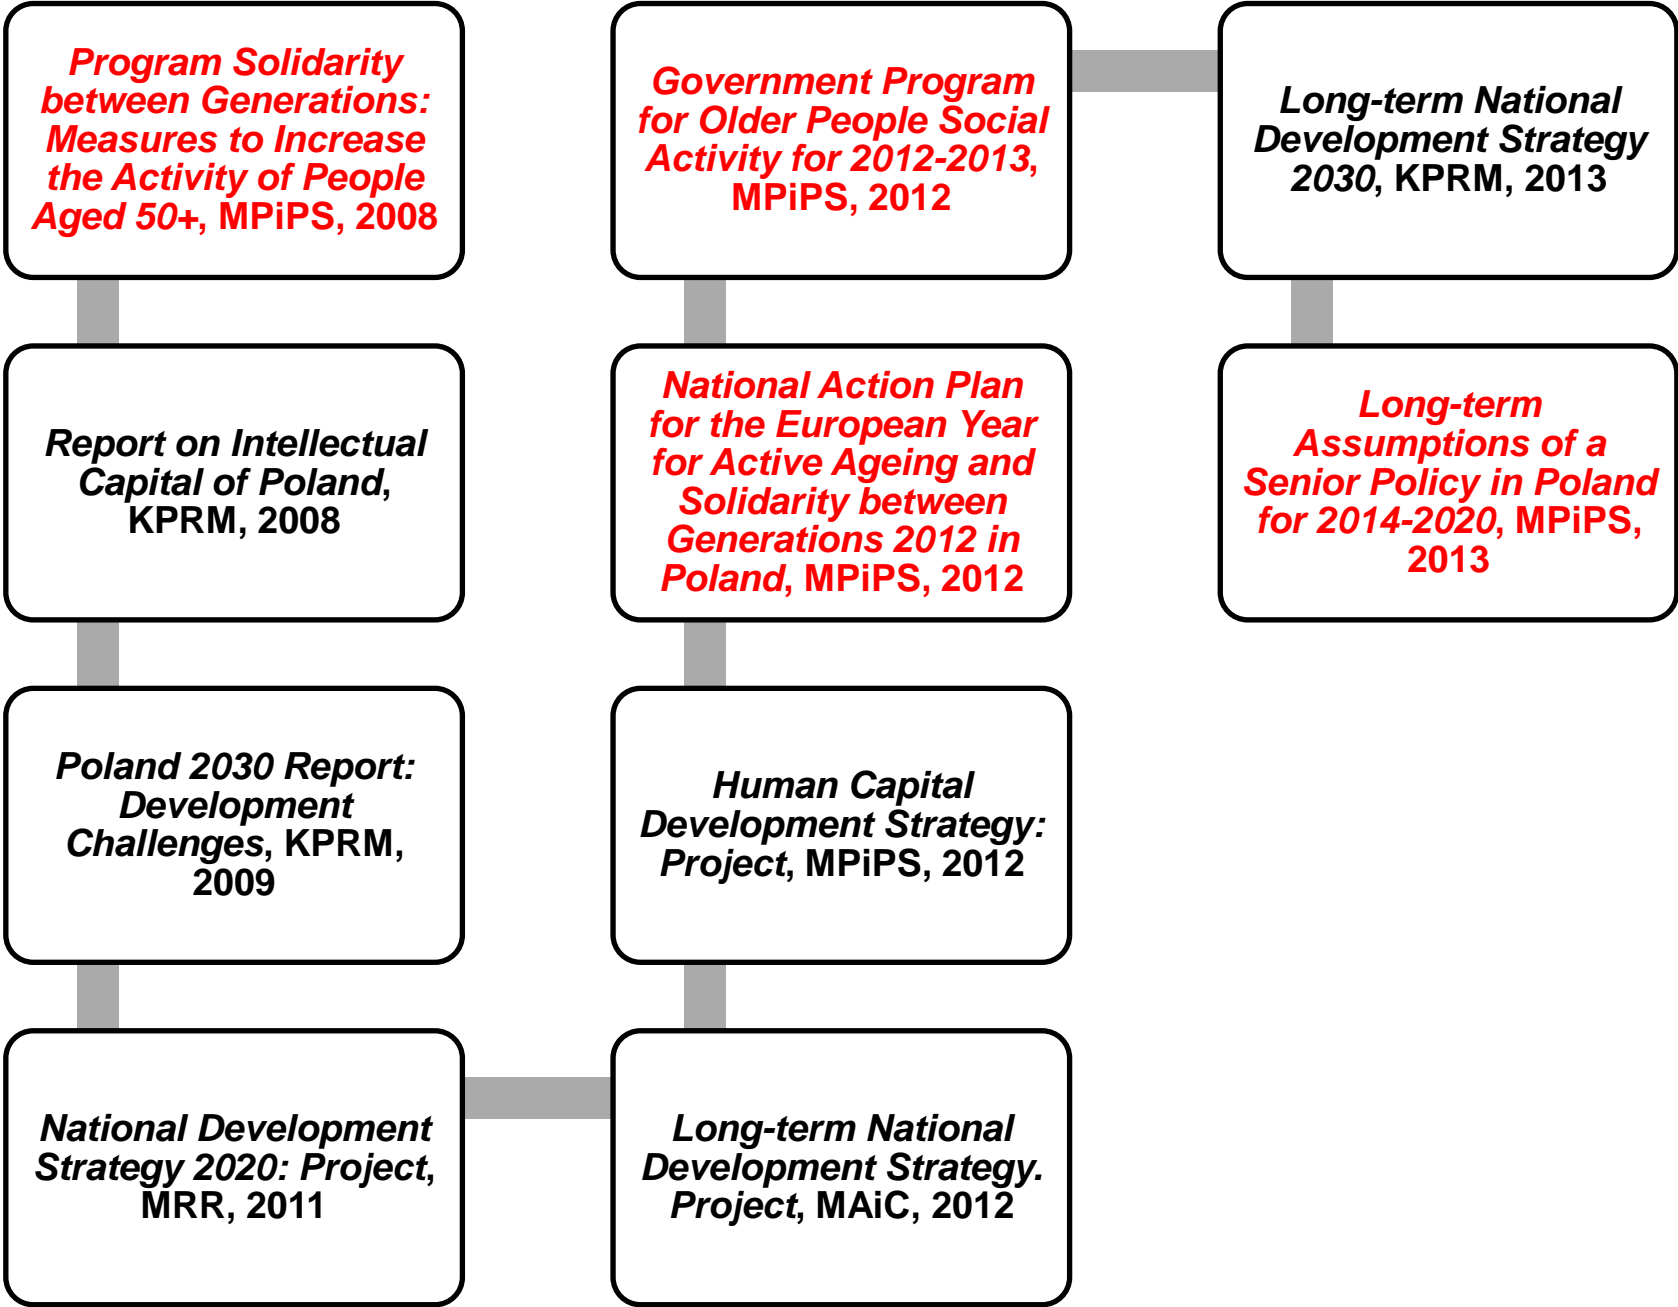 Program Solidarity
between Generations:
Measures to Increase
the Activity of People
Aged 50+, MPiPS, 2008
Report on Intellectual
Capital of Poland,
KPRM, 2008
Poland 2030 Report:
Development
Challenges, KPRM,
2009
National Development
Strategy 2020: Project,
MRR, 2011
Long-term National
Development Strategy.
Project, MAiC, 2012
Human Capital
Development Strategy:
Project, MPiPS, 2012
National Action Plan
for the European Year
for Active Ageing and
Solidarity between
Generations 2012 in
Poland, MPiPS, 2012
Government Program
for Older People Social
Activity for 2012-2013,
MPiPS, 2012
Long-term National
Development Strategy
2030, KPRM, 2013
Long-term
Assumptions of a
Senior Policy in Poland
for 2014-2020, MPiPS,
2013